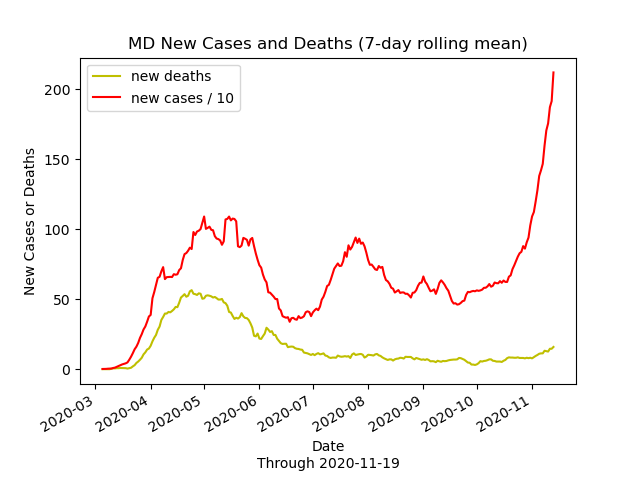 MD New Cases and Deaths (7-day rolling mean)
new deaths
new cases / 10
200
150
100
50
0
New Cases or Deaths
2020-03
2020-04
2020-05
2020-06
2020-07
2020-08
2020-09
2020-10
2020-11
Date
Through 2020-11-19